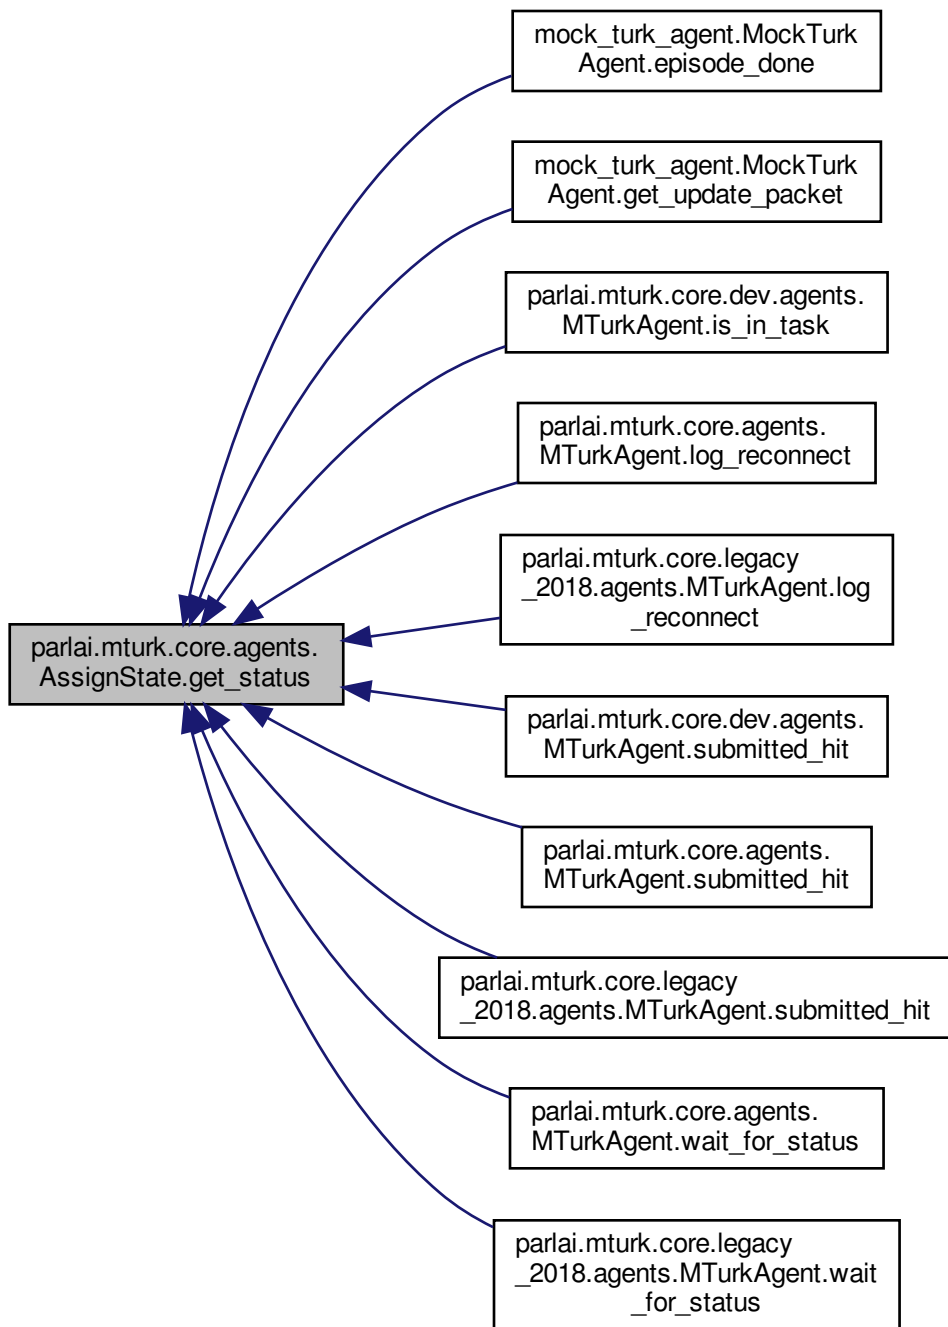 mock_turk_agent.MockTurk
Agent.episode_done
mock_turk_agent.MockTurk
Agent.get_update_packet
parlai.mturk.core.dev.agents.
MTurkAgent.is_in_task
parlai.mturk.core.agents.
MTurkAgent.log_reconnect
parlai.mturk.core.legacy
_2018.agents.MTurkAgent.log
_reconnect
parlai.mturk.core.agents.
AssignState.get_status
parlai.mturk.core.dev.agents.
MTurkAgent.submitted_hit
parlai.mturk.core.agents.
MTurkAgent.submitted_hit
parlai.mturk.core.legacy
_2018.agents.MTurkAgent.submitted_hit
parlai.mturk.core.agents.
MTurkAgent.wait_for_status
parlai.mturk.core.legacy
_2018.agents.MTurkAgent.wait
_for_status